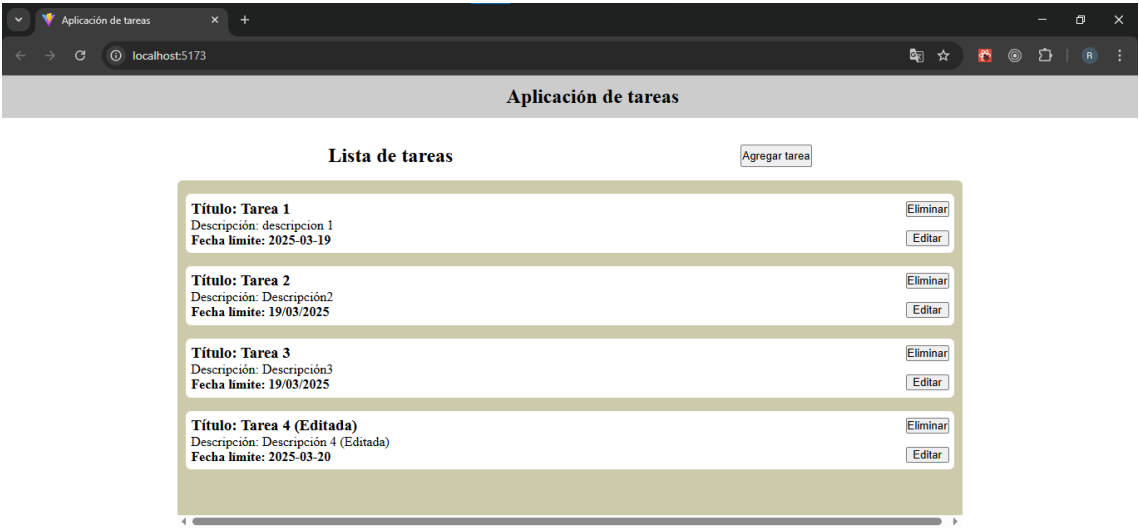 Aplicación de tareas
localhost:5173
R
Aplicación de tareas
Lista de tareas
Agregar tarea
Título: Tarea 1
Eliminar
Descripción: descripcion 1
Fecha límite: 2025-03-19
Editar
Título: Tarea 2
Eliminar
Descripción: Descripción2
Fecha límite: 19/03/2025
Editar
Título: Tarea 3
Eliminar
Descripción: Descripción3
Fecha límite: 19/03/2025
Editar
Título: Tarea 4 (Editada)
Eliminar
Descripción: Descripción 4 (Editada)
Fecha límite: 2025-03-20
Editar